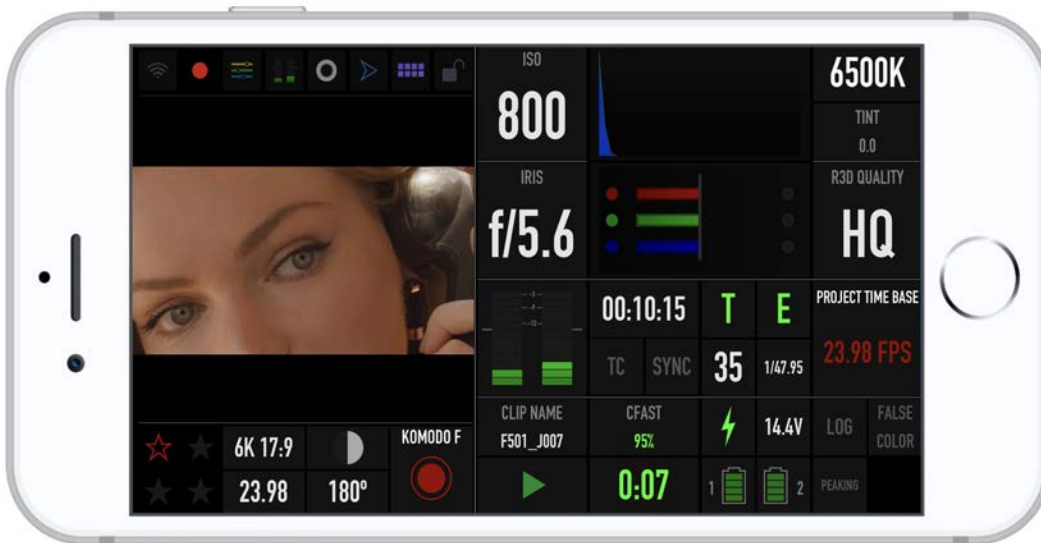 ISO
800
6500K
TINT
0.0
IRIS
f/5.6
R3D QUALITY
HQ
00:10:15
T
E
PROJECT TIME BASE
23.98 FPS
TC
SYNC
35
1/47.95
CLIP NAME
F501_J007
CFAST
95%
14.4V
LOG
FALSE
COLOR
6K 17:9
KOMODO F
23.98
180º
0:07
1
2
PEAKING